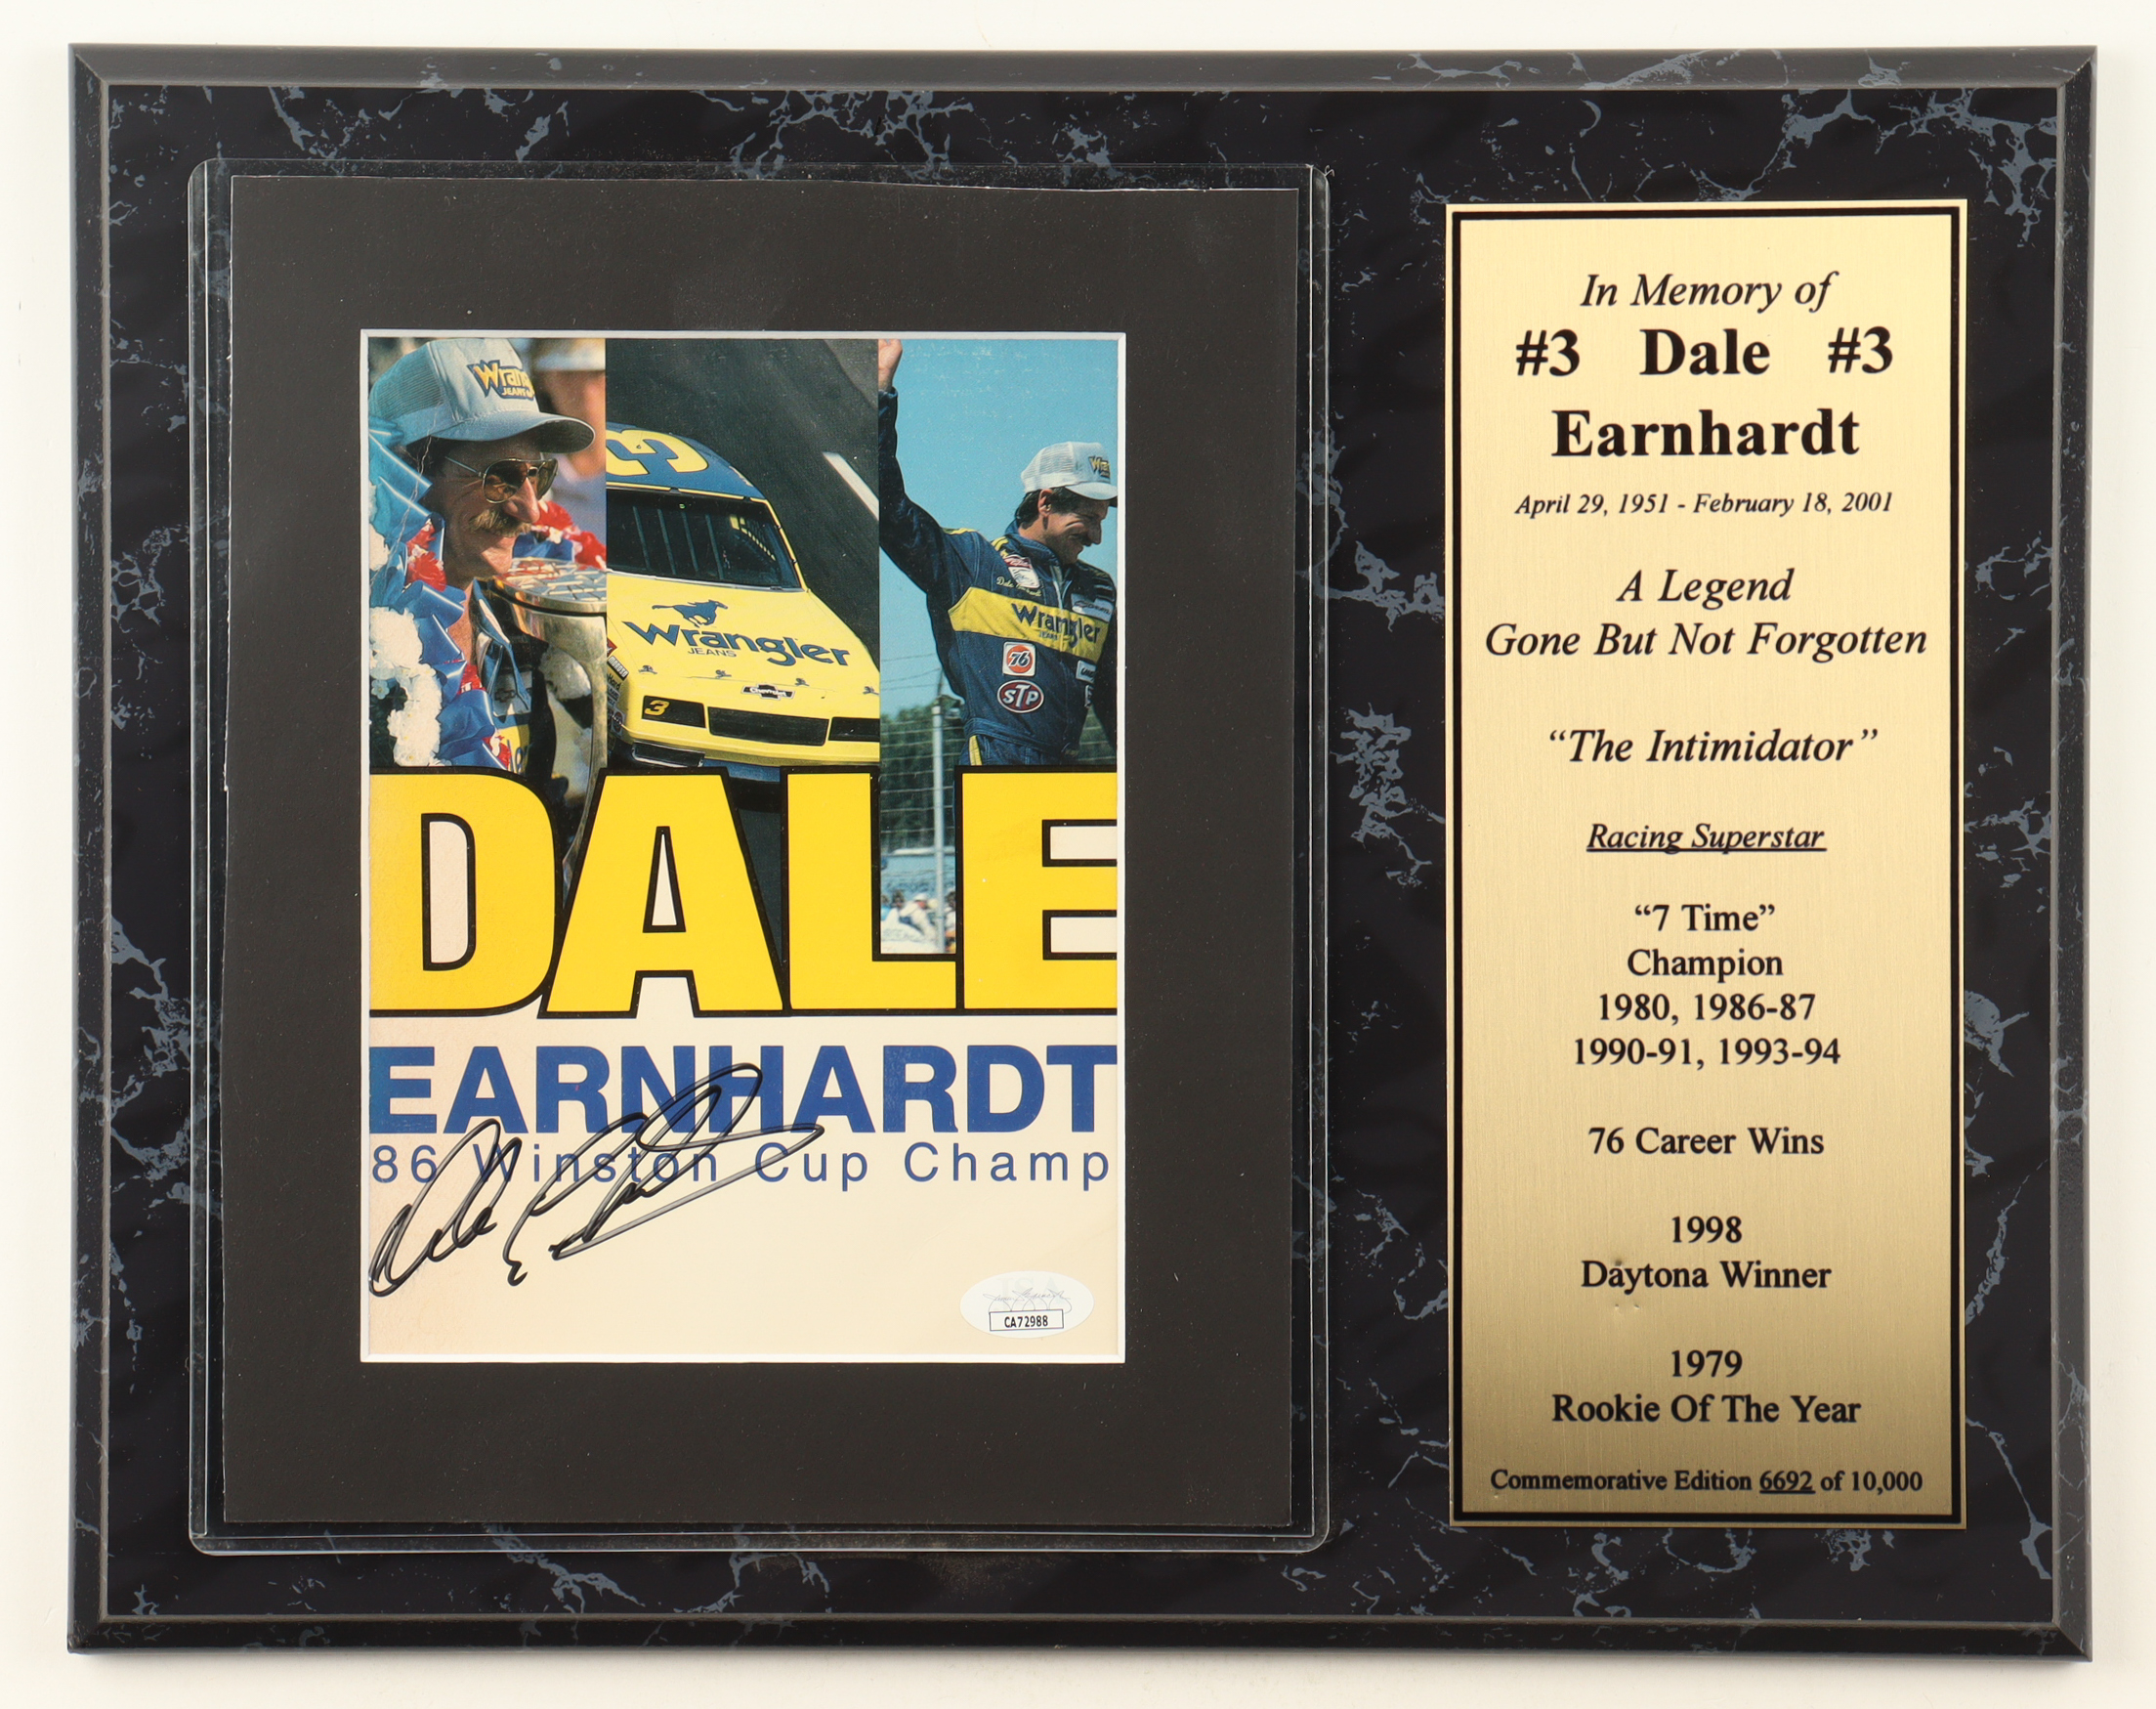 Wrangler
JEANS
3
Wrangler
JEANS
3
Wrangler
JEANS
76
STP
DALE
EARNHARDT
86 Winston Cup Champ
CA72988
In Memory of
#3 Dale #3
Earnhardt
April 29, 1951 - February 18, 2001
A Legend
Gone But Not Forgotten
“The Intimidator”
Racing Superstar
“7 Time”
Champion
1980, 1986-87
1990-91, 1993-94
76 Career Wins
1998
Daytona Winner
1979
Rookie Of The Year
Commemorative Edition 6692 of 10,000